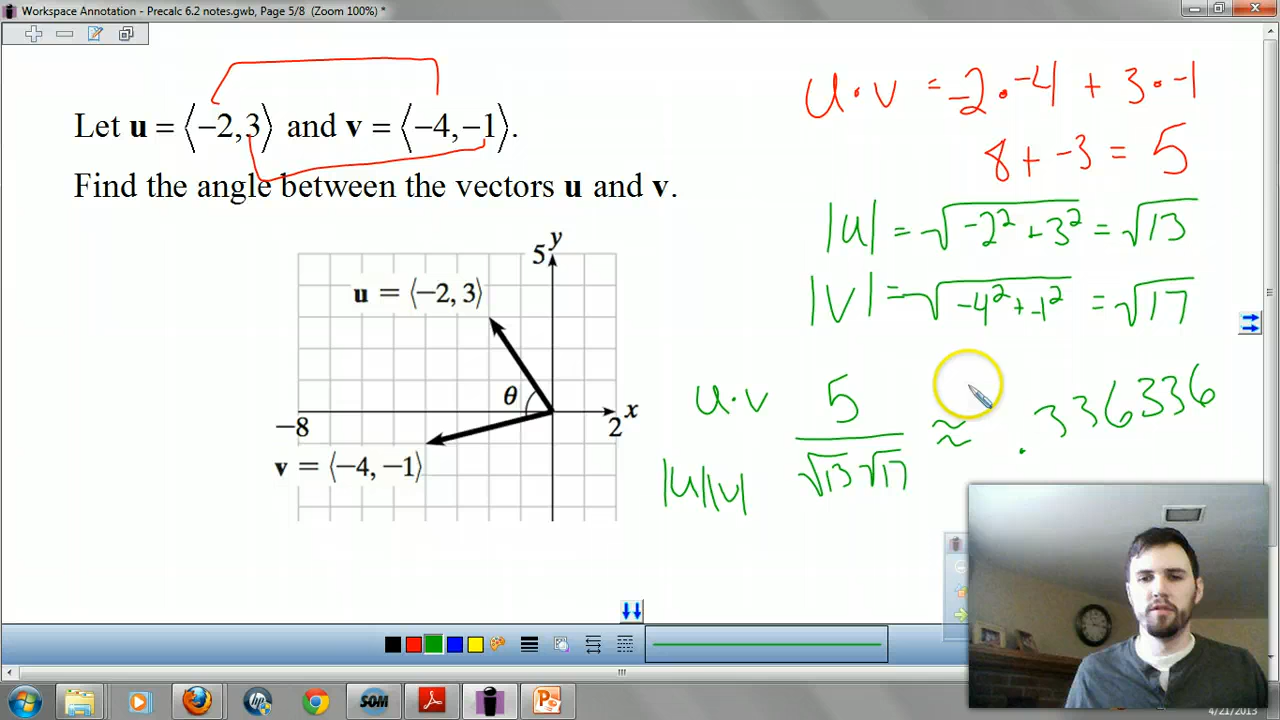 Workspace Annotation - Precalc 6.2 notes.gwb, Page 5/8 (Zoom 100%) *
Let u = ⟨−2, 3⟩ and v = ⟨−4, −1⟩.
Find the angle between the vectors u and v.
u · v = -2 · -4 + 3 · -1
8 + -3 = 5
|u| = √-2² + 3² = √13
|v| = √-4² + -1² = √17
y
5
u = ⟨−2, 3⟩
θ
x
−8
2
v = ⟨−4, −1⟩
u · v 5 ≈ .336336
|u||v| √13 √17
SOM
4/21/2013